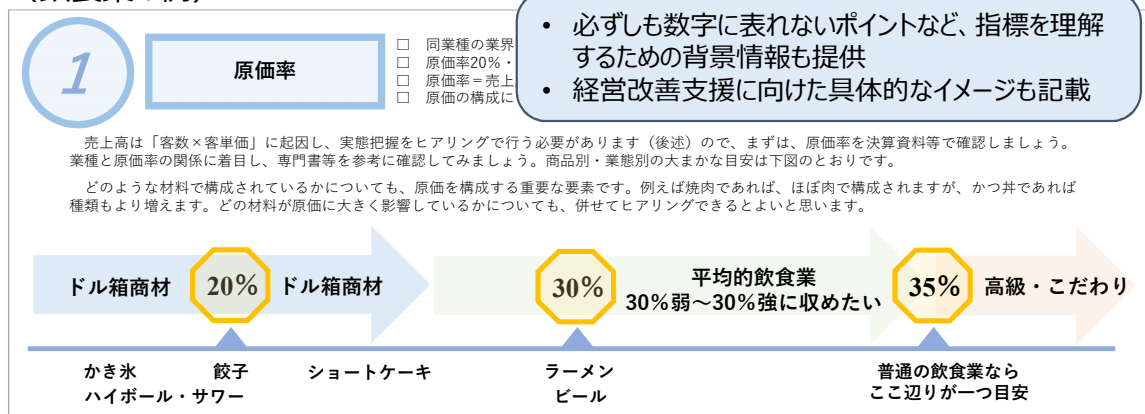 1
原価率
□ 同業種の業界
□ 原価率20%・
□ 原価率=売上
□ 原価の構成に
• 必ずしも数字に表れないポイントなど、指標を理解
するための背景情報も提供
• 経営改善支援に向けた具体的なイメージも記載
売上高は「客数×客単価」に起因し、実態把握をヒアリングで行う必要があります（後述）ので、まずは、原価率を決算資料等で確認しましょう。
業種と原価率の関係に着目し、専門書等を参考に確認してみましょう。商品別・業態別の大まかな目安は下図のとおりです。
どのような材料で構成されているかについても、原価を構成する重要な要素です。例えば焼肉であれば、ほぼ肉で構成されますが、かつ丼であれば
種類もより増えます。どの材料が原価に大きく影響しているかについても、併せてヒアリングできるとよいと思います。
ドル箱商材 20% ドル箱商材
30%
平均的飲食業
30%弱～30%強に収めたい
35% 高級・こだわり
かき氷 餃子 ショートケーキ
ハイボール・サワー
ラーメン
ビール
普通の飲食業なら
ここ辺りが一つ目安